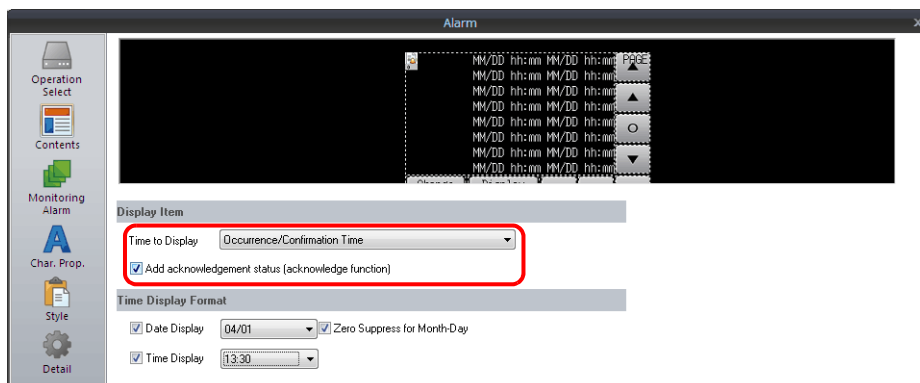 Alarm
x
MM/DD hh:mm MM/DD hh:mm PAGE
MM/DD hh:mm MM/DD hh:mm
MM/DD hh:mm MM/DD hh:mm
MM/DD hh:mm MM/DD hh:mm
MM/DD hh:mm MM/DD hh:mm
MM/DD hh:mm MM/DD hh:mm
MM/DD hh:mm MM/DD hh:mm
MM/DD hh:mm MM/DD hh:mm
Change Display
Operation
Select
Contents
Monitoring
Alarm
Char. Prop.
Style
Detail
Display Item
Time to Display Occurrence/Confirmation Time
Add acknowledgement status (acknowledge function)
Time Display Format
Date Display 04/01 Zero Suppress for Month-Day
Time Display 13:30